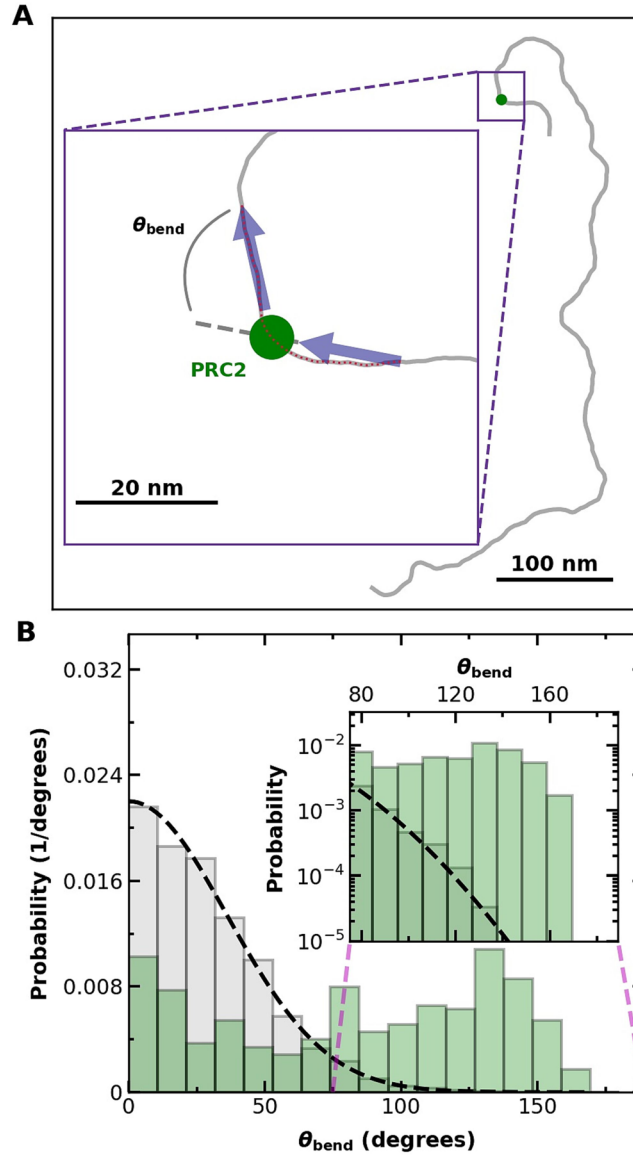 A
θbend
PRC2
20 nm
100 nm
B
θbend
80 120 160
10⁻²
10⁻³
10⁻⁴
10⁻⁵
Probability
0.032
0.024
0.016
0.008
0
Probability (1/degrees)
0 50 100 150
θbend (degrees)